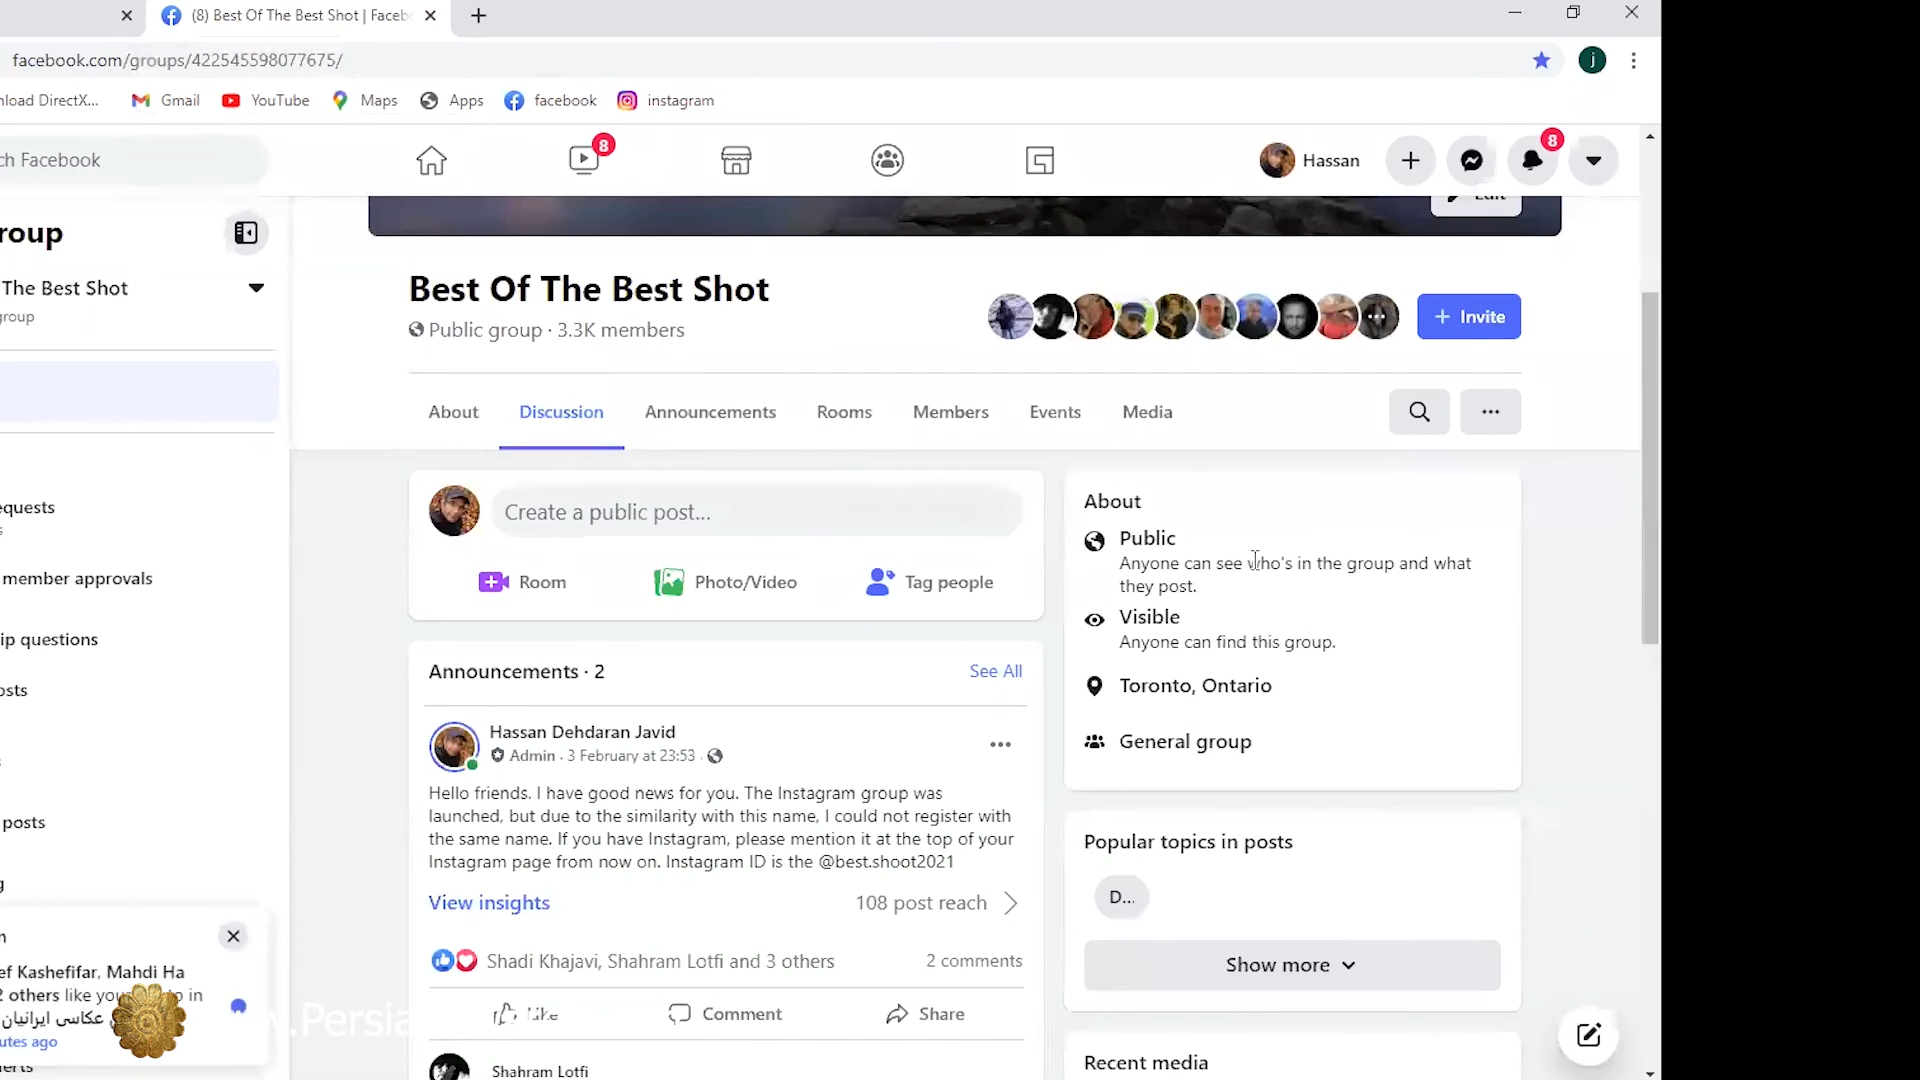 (8) Best Of The Best Shot | Faceb
facebook.com/groups/422545598077675/
nload DirectX...
Gmail
YouTube
Maps
Apps
facebook
instagram
ch Facebook
8
Hassan
8
roup
Edit
The Best Shot
roup
Best Of The Best Shot
Public group · 3.3K members
Invite
About
Discussion
Announcements
Rooms
Members
Events
Media
equests
member approvals
ip questions
osts
posts
g
Create a public post...
Room
Photo/Video
Tag people
Announcements · 2
See All
Hassan Dehdaran Javid
Admin · 3 February at 23:53 ·
Hello friends. I have good news for you. The Instagram group was
launched, but due to the similarity with this name, I could not register with
the same name. If you have Instagram, please mention it at the top of your
Instagram page from now on. Instagram ID is the @best.shoot2021
View insights
108 post reach
Shadi Khajavi, Shahram Lotfi and 3 others
2 comments
Like
Comment
Share
Shahram Lotfi
About
Public
Anyone can see who's in the group and what
they post.
Visible
Anyone can find this group.
Toronto, Ontario
General group
Popular topics in posts
D...
Show more
Recent media
n
ef Kashefifar, Mahdi Ha
2 others like you to in
عکاسی ایرانیان
utes ago
erts
w.Persia